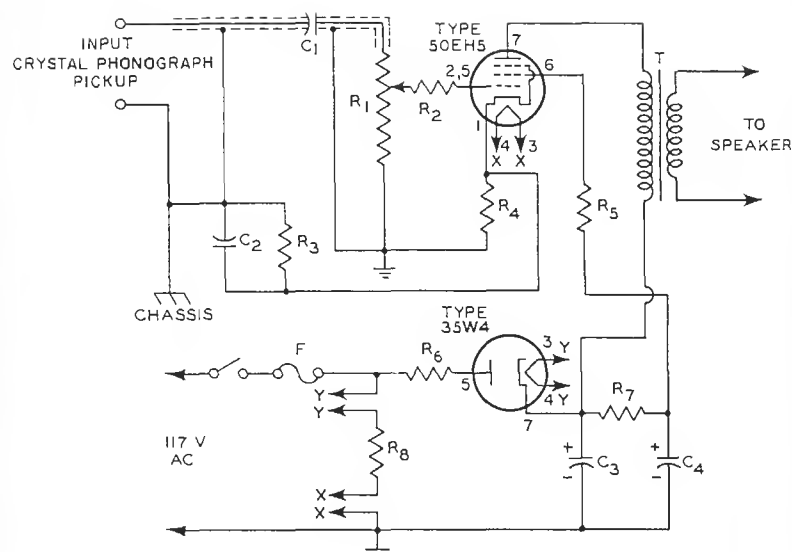 INPUT
CRYSTAL PHONOGRAPH
PICKUP
C1
R1
R2
TYPE
50EH5
7
2,5
6
1
4
3
X
X
T
TO
SPEAKER
R4
R5
C2
R3
CHASSIS
TYPE
35W4
F
R6
5
3
Y
4
Y
7
Y
Y
R7
117 V
AC
R8
+
-
C3
+
-
C4
X
X